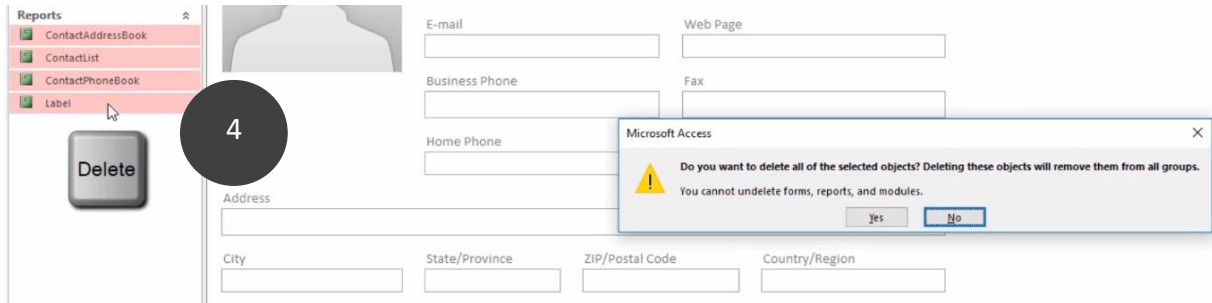 Reports
ContactAddressBook
ContactList
ContactPhoneBook
Label
Delete
4
E-mail
Web Page
Business Phone
Fax
Home Phone
Address
City
State/Province
ZIP/Postal Code
Country/Region
Microsoft Access
Do you want to delete all of the selected objects? Deleting these objects will remove them from all groups.
You cannot undelete forms, reports, and modules.
Yes
No